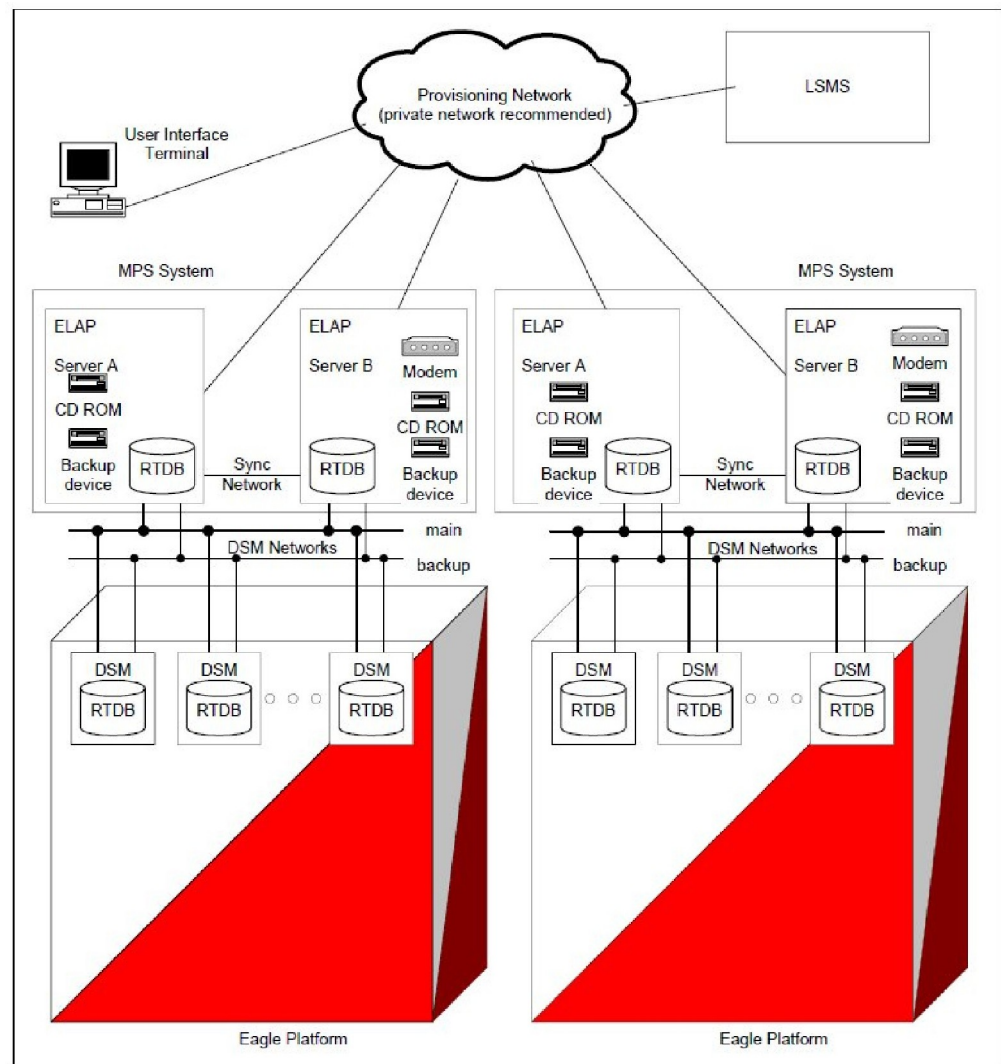 Provisioning Network
(private network recommended)
LSMS
User Interface
Terminal
MPS System
MPS System
ELAP
Server A
CD ROM
Backup
device
RTDB
Sync
Network
ELAP
Server B
Modem
CD ROM
Backup
device
RTDB
ELAP
Server A
CD ROM
Backup
device
RTDB
Sync
Network
ELAP
Server B
Modem
CD ROM
Backup
device
RTDB
main
DSM Networks
backup
main
DSM Networks
backup
DSM
RTDB
DSM
RTDB
DSM
RTDB
DSM
RTDB
DSM
RTDB
DSM
RTDB
Eagle Platform
Eagle Platform